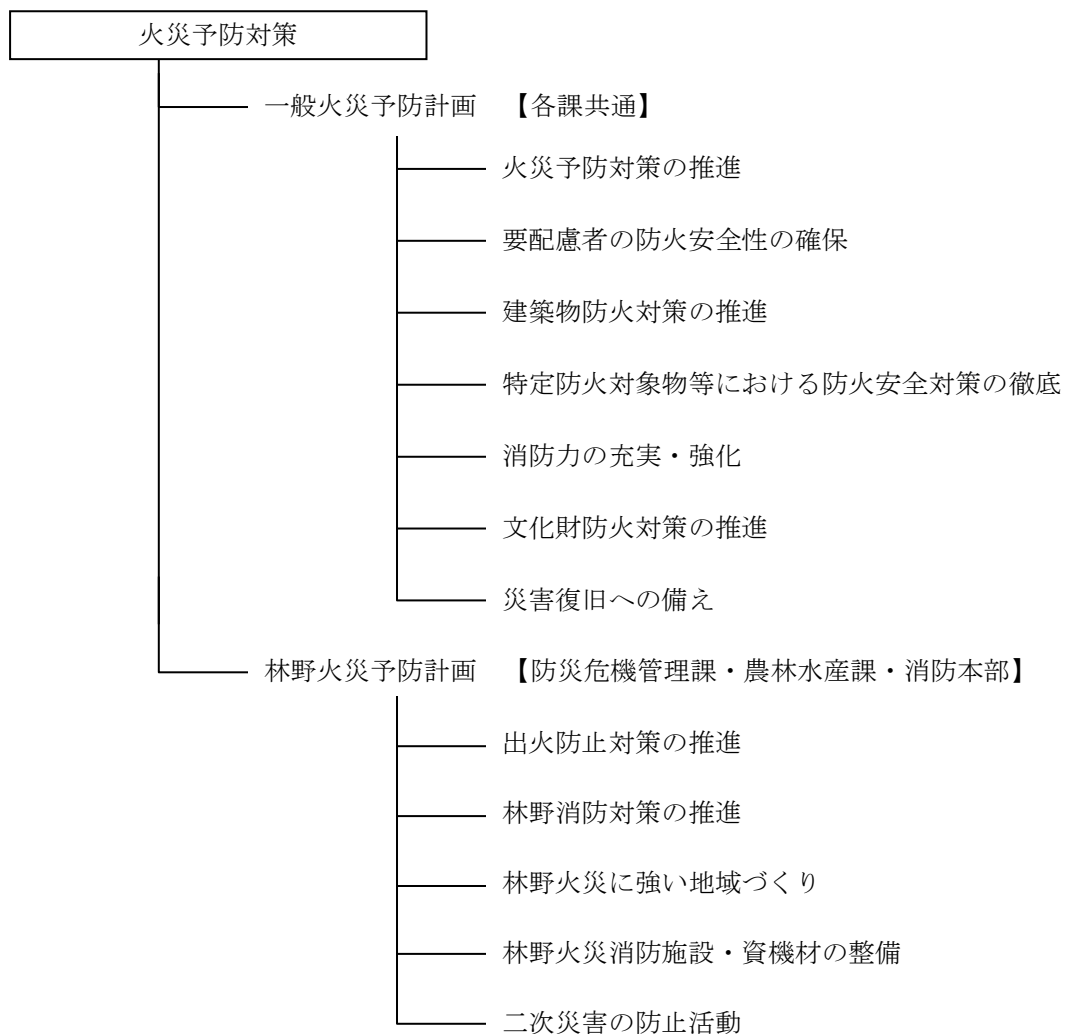 火災予防対策
一般火災予防計画　【各課共通】
火災予防対策の推進
要配慮者の防火安全性の確保
建築物防火対策の推進
特定防火対象物等における防火安全対策の徹底
消防力の充実・強化
文化財防火対策の推進
災害復旧への備え
林野火災予防計画　【防災危機管理課・農林水産課・消防本部】
出火防止対策の推進
林野消防対策の推進
林野火災に強い地域づくり
林野火災消防施設・資機材の整備
二次災害の防止活動